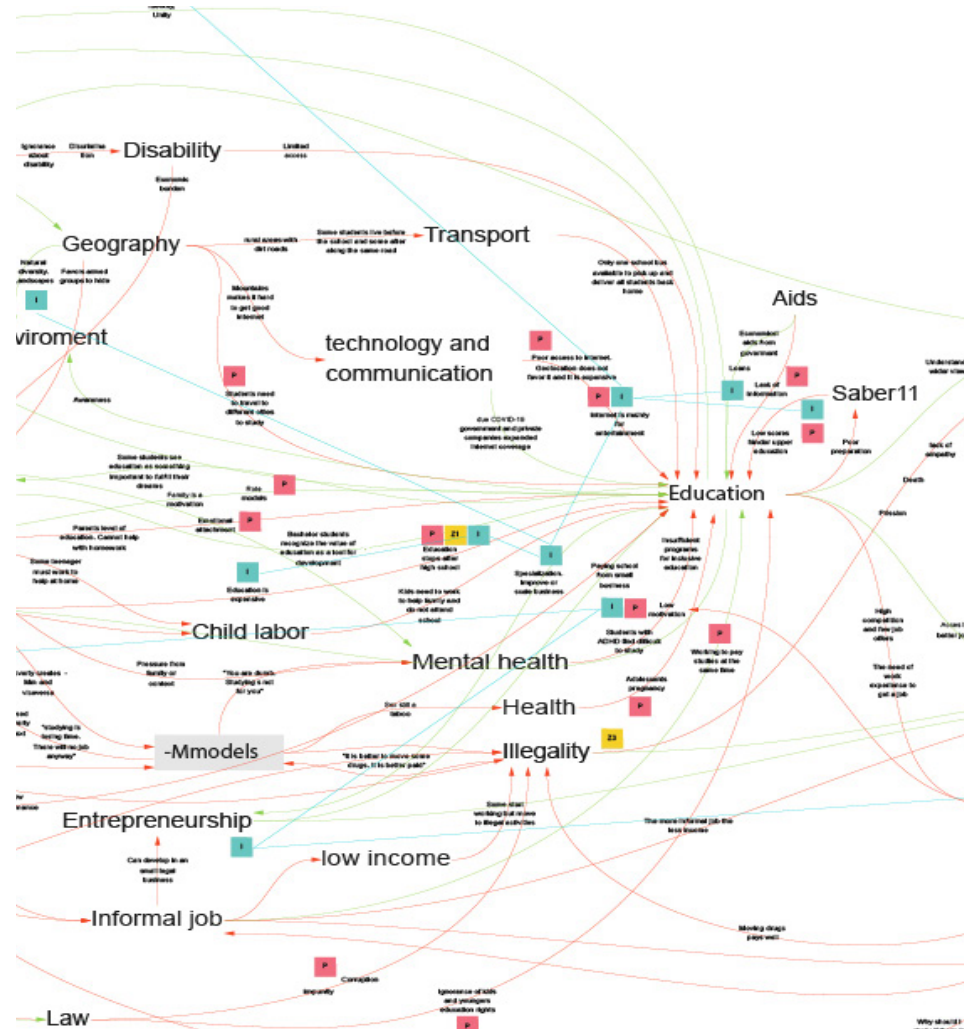 Unity
Ignorance
about
disability
Discrimina
tion
Disability
Limited
access
Economic
burden
Geography
rural areas with
dirt roads
Some students live before
the school and some after
along the same road
Transport
Natural
diversity.
Landscapes
Favors armed
groups to hide
I
Mountains
makes it hard
to get good
internet
Only one school bus
available to pick up and
deliver all students back
home
Aids
viroment
technology and
communication
P
Poor access to internet.
Geolocation does not
favor it and it is expensive
Economical
aids from
goverment
Loans
I
P
Lack of
information
Saber11
Understand
Awareness
P
Students need
to travel to
different cities
to study
P
I
Internet is mainly
for
entertainment
I
P
Low scores
hinder upper
education
Poor
preparation
lack of
empathy
due COVID-19
government and private
companies expanded
internet coverage
Some students see
education as something
important to fulfill their
dreams
Family is a
motivation
Role
models
P
Emotional
attachment
P
Education
Death
Parents level of
education. Cannot help
with homework
Bachelor students
recognize the value of
education as a tool for
development
P
Z1
I
Education
stops after
high school
I
Specialization.
Improve or
scale business
Insufficient
programs
for inclusive
education
Some teenager
must work to
help at home
I
Education is
expensive
Kids need to work
to help family and
do not attend
school
Paying school
from small
business
Child labor
I
P
Low
motivation
Students with
ADHD find difficult
to study
P
Working to pay
studies at the
same time
High
competition
and few job
offers
better jo
Mental health
Pressure from
family or
context
"You are dumb.
Studying is not
for you"
The need of
work
experience to
get a job
Adolescents
pregnancy
P
Sex still a
taboo
Health
"studying is
losing time.
There will no job
anyway"
-Mmodels
"It is better to move some
drugs. It is better paid"
Illegality
Z3
Entrepreneurship
I
Some start
working but move
to illegal activities
The more informal job the
less income
Can develop in an
small legal
business
low income
Informal job
Moving drugs
pays well
P
Impunity
Corruption
Ignorance of kids
and youngers
education rights
P
Law
Why should I